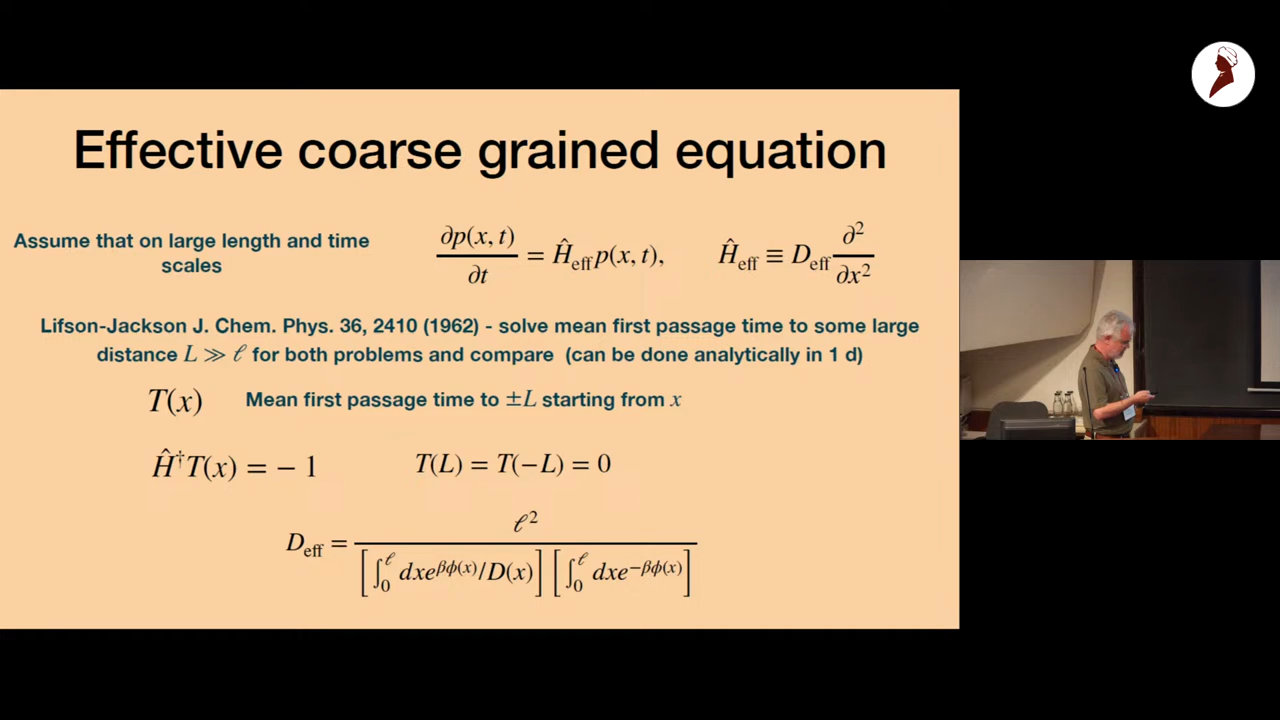 Effective coarse grained equation
Assume that on large length and time
scales
∂p(x, t)/∂t = Ĥ_eff p(x, t), Ĥ_eff ≡ D_eff ∂²/∂x²
Lifson-Jackson J. Chem. Phys. 36, 2410 (1962) - solve mean first passage time to some large
distance L ≫ ℓ for both problems and compare (can be done analytically in 1 d)
T(x) Mean first passage time to ±L starting from x
Ĥ†T(x) = − 1 T(L) = T(−L) = 0
D_eff = ℓ² / [∫₀^ℓ dxe^{βϕ(x)}/D(x)] [∫₀^ℓ dxe^{−βϕ(x)}]